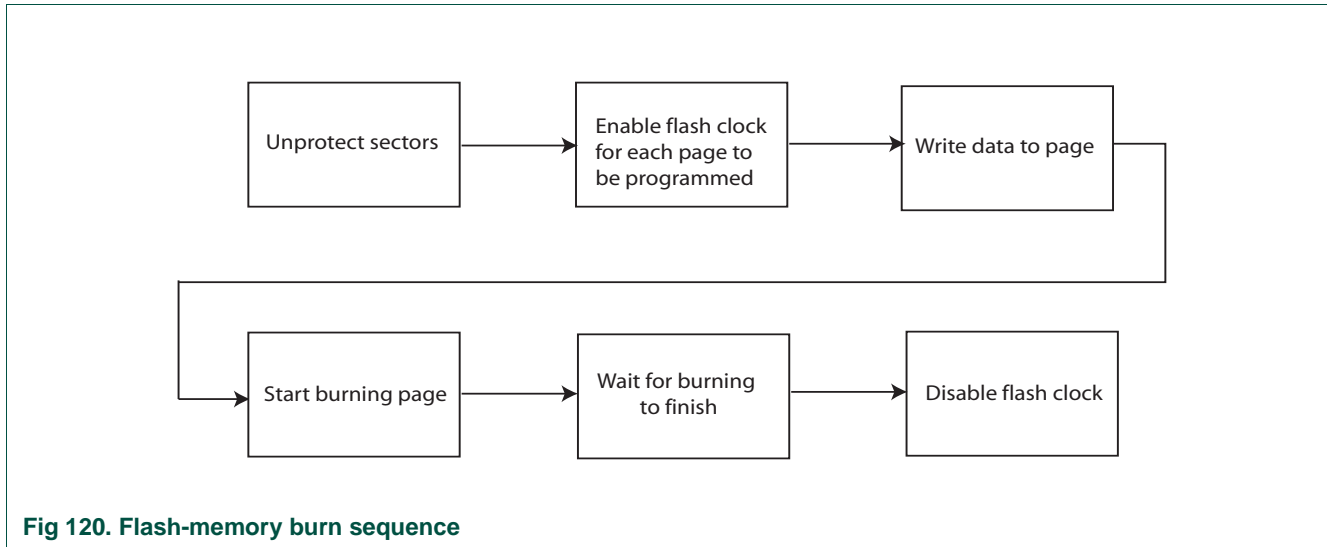 Unprotect sectors
Enable flash clock
for each page to
be programmed
Write data to page
Start burning page
Wait for burning
to finish
Disable flash clock
Fig 120. Flash-memory burn sequence